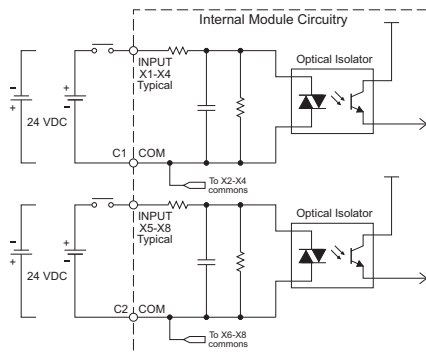 Internal Module Circuitry
INPUT
X1-X4
Typical
Optical Isolator
-
+
+
-
24 VDC
C1
COM
To X2-X4
commons
INPUT
X5-X8
Typical
Optical Isolator
-
+
+
-
24 VDC
C2
COM
To X6-X8
commons